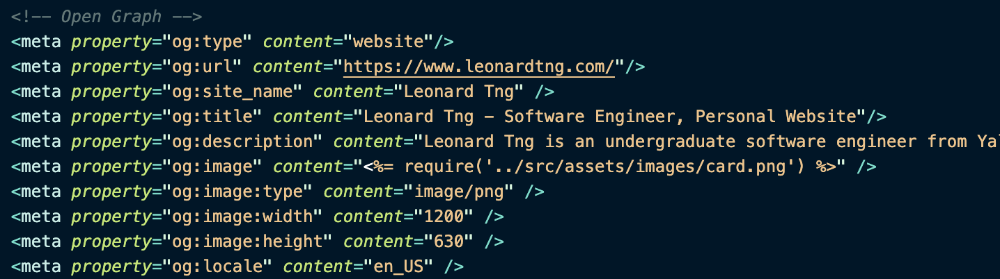 <!-- Open Graph -->
<meta property="og:type" content="website"/>
<meta property="og:url" content="https://www.leonardtng.com/"/>
<meta property="og:site_name" content="Leonard Tng" />
<meta property="og:title" content="Leonard Tng - Software Engineer, Personal Website"/>
<meta property="og:description" content="Leonard Tng is an undergraduate software engineer from
<meta property="og:image" content="<%= require('../src/assets/images/card.png') %>" />
<meta property="og:image:type" content="image/png" />
<meta property="og:image:width" content="1200" />
<meta property="og:image:height" content="630" />
<meta property="og:locale" content="en_US" />